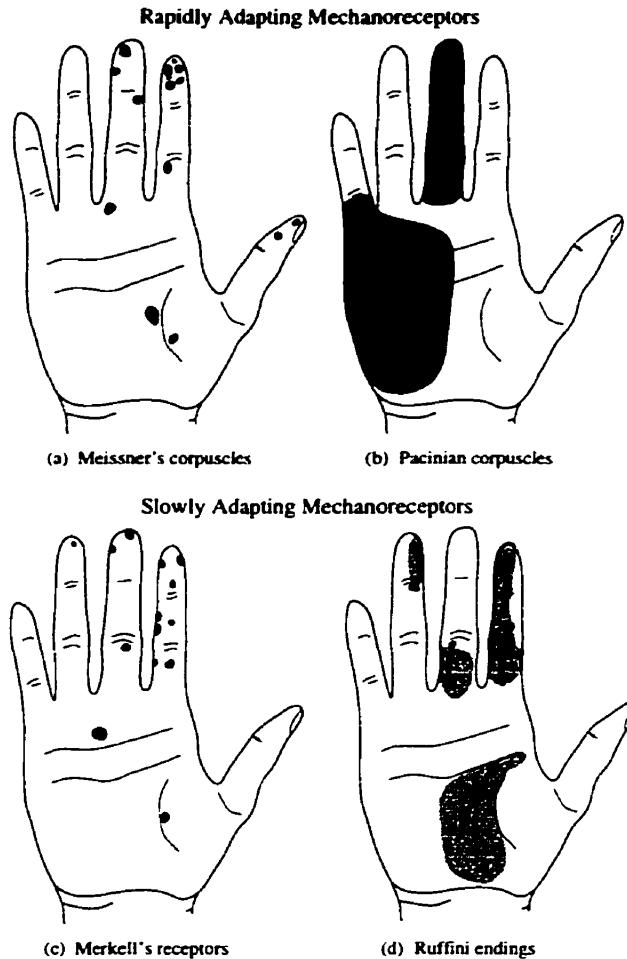 Rapidly Adapting Mechanoreceptors
(a) Meissner's corpuscles
(b) Pacinian corpuscles
Slowly Adapting Mechanoreceptors
(c) Merkell's receptors
(d) Ruffini endings